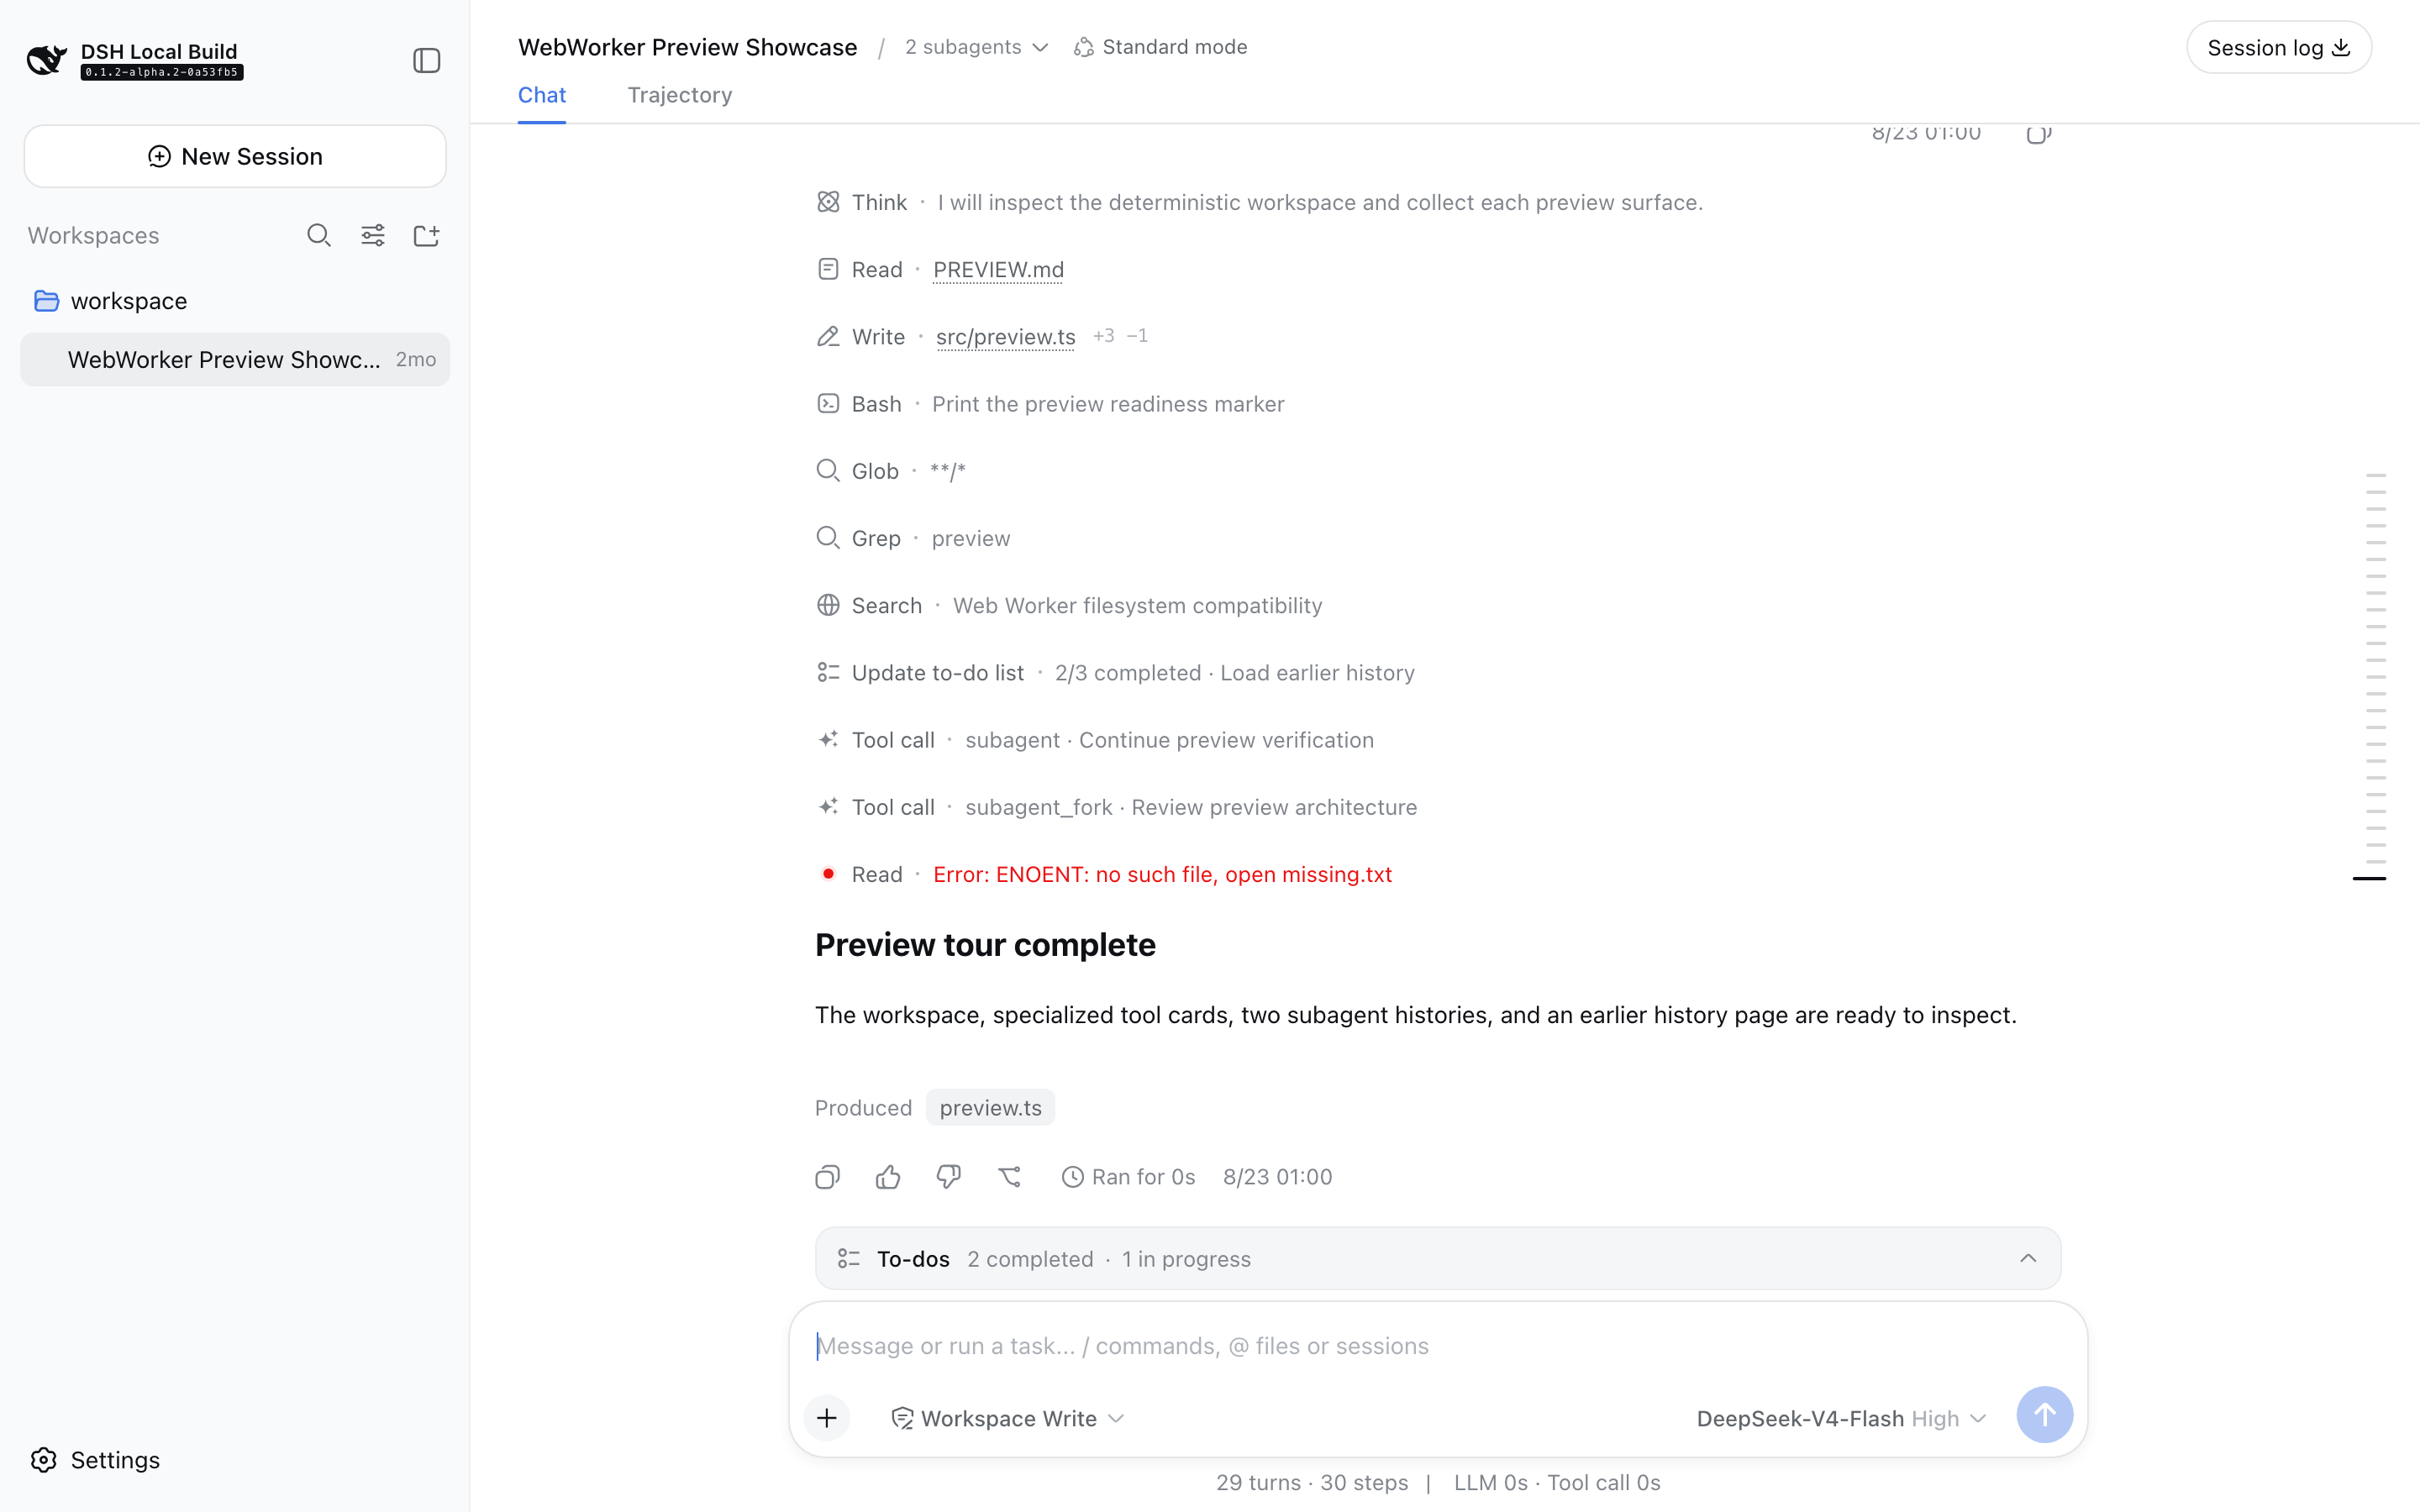 DSH Local Build
0.1.2-alpha.2-0a53fb5
New Session
Workspaces
workspace
WebWorker Preview Showc... 2mo
Settings
WebWorker Preview Showcase / 2 subagents Standard mode
Session log
Chat Trajectory
8/23 01:00
Think · I will inspect the deterministic workspace and collect each preview surface.
Read · PREVIEW.md
Write · src/preview.ts +3 −1
Bash · Print the preview readiness marker
Glob · **/*
Grep · preview
Search · Web Worker filesystem compatibility
Update to-do list · 2/3 completed · Load earlier history
Tool call · subagent · Continue preview verification
Tool call · subagent_fork · Review preview architecture
Read · Error: ENOENT: no such file, open missing.txt
Preview tour complete
The workspace, specialized tool cards, two subagent histories, and an earlier history page are ready to inspect.
Produced preview.ts
Ran for 0s 8/23 01:00
To-dos 2 completed · 1 in progress
Message or run a task... / commands, @ files or sessions
Workspace Write
DeepSeek-V4-Flash High
29 turns · 30 steps | LLM 0s · Tool call 0s